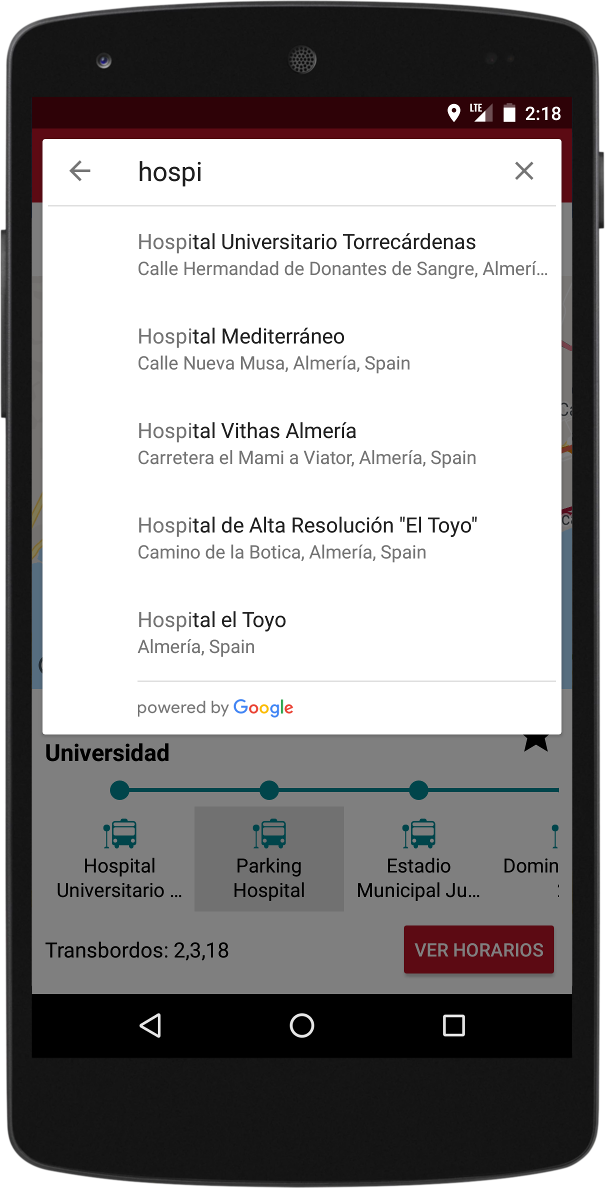 LTE 2:18
hospi
Hospital Universitario Torrecárdenas
Calle Hermandad de Donantes de Sangre, Almerí...
Hospital Mediterráneo
Calle Nueva Musa, Almería, Spain
Hospital Vithas Almería
Carretera el Mami a Viator, Almería, Spain
Hospital de Alta Resolución "El Toyo"
Camino de la Botica, Almería, Spain
Hospital el Toyo
Almería, Spain
powered by Google
Universidad
Hospital Parking Estadio Domin
Universitario ... Hospital Municipal Ju...
Transbordos: 2,3,18 VER HORARIOS